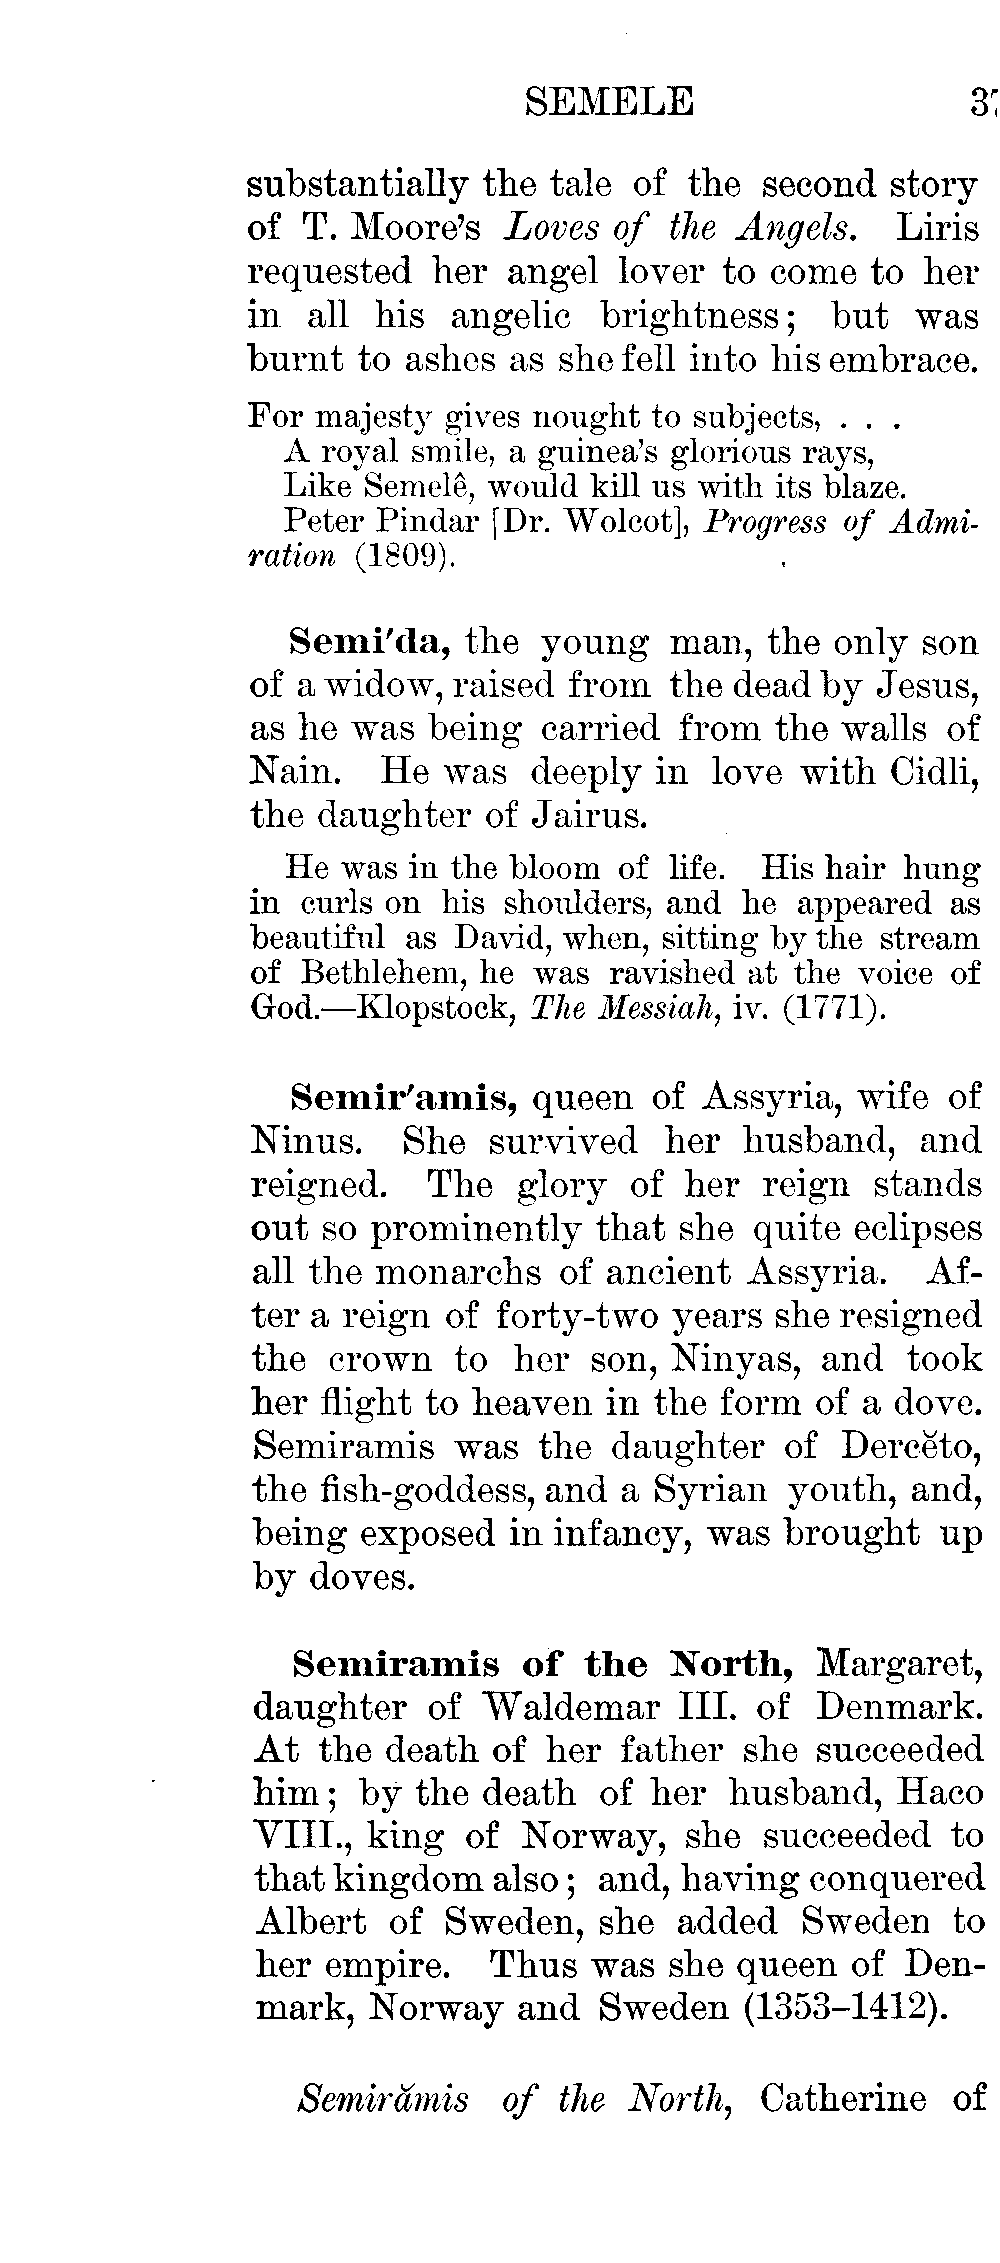 SEMELE
substantially the tale of the second story
of T. Moore's Loves of the Angels. Liris
requested her angel lover to come to her
in all his angelic brightness; but was
burnt to ashes as she fell into his embrace.
For majesty gives nought to subjects, . . .
A royal smile, a guinea's glorious rays,
Like Semelê, would kill us with its blaze.
Peter Pindar [Dr. Wolcot], Progress of Admi-
ration (1809).
Semi'da, the young man, the only son
of a widow, raised from the dead by Jesus,
as he was being carried from the walls of
Nain. He was deeply in love with Cidli,
the daughter of Jairus.
He was in the bloom of life. His hair hung
in curls on his shoulders, and he appeared as
beautiful as David, when, sitting by the stream
of Bethlehem, he was ravished at the voice of
God.—Klopstock, The Messiah, iv. (1771).
Semir'amis, queen of Assyria, wife of
Ninus. She survived her husband, and
reigned. The glory of her reign stands
out so prominently that she quite eclipses
all the monarchs of ancient Assyria. Af-
ter a reign of forty-two years she resigned
the crown to her son, Ninyas, and took
her flight to heaven in the form of a dove.
Semiramis was the daughter of Dercĕto,
the fish-goddess, and a Syrian youth, and,
being exposed in infancy, was brought up
by doves.
Semiramis of the North, Margaret,
daughter of Waldemar III. of Denmark.
At the death of her father she succeeded
him; by the death of her husband, Haco
VIII., king of Norway, she succeeded to
that kingdom also; and, having conquered
Albert of Sweden, she added Sweden to
her empire. Thus was she queen of Den-
mark, Norway and Sweden (1353–1412).
Semirămis of the North, Catherine of